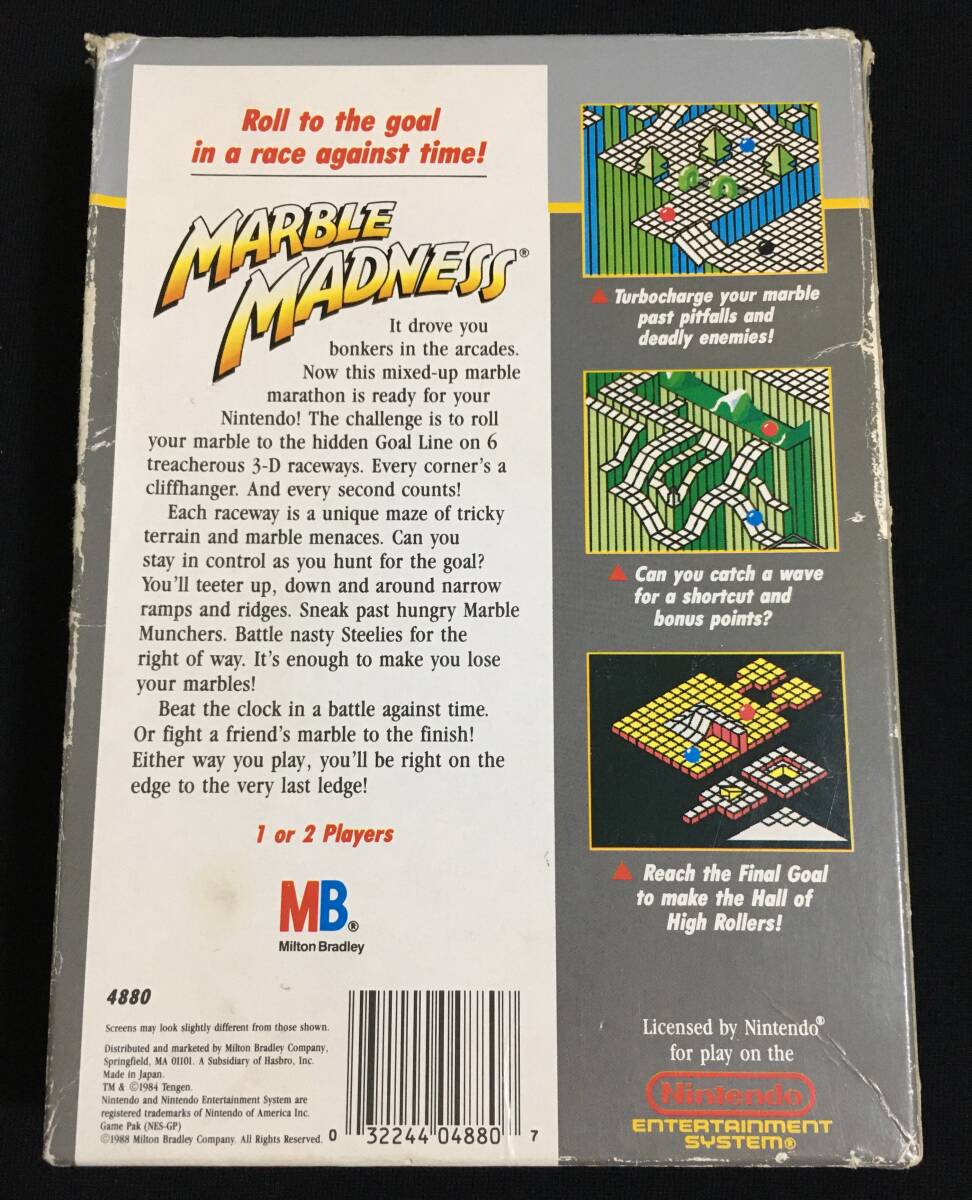 Roll to the goal
in a race against time!
MARBLE
MADNESS®
It drove you
bonkers in the arcades.
Now this mixed-up marble
marathon is ready for your
Nintendo! The challenge is to roll
your marble to the hidden Goal Line on 6
treacherous 3-D raceways. Every corner's a
cliffhanger. And every second counts!
Each raceway is a unique maze of tricky
terrain and marble menaces. Can you
stay in control as you hunt for the goal?
You'll teeter up, down and around narrow
ramps and ridges. Sneak past hungry Marble
Munchers. Battle nasty Steelies for the
right of way. It's enough to make you lose
your marbles!
Beat the clock in a battle against time.
Or fight a friend's marble to the finish!
Either way you play, you'll be right on the
edge to the very last ledge!
1 or 2 Players
MB®
Milton Bradley
4880
Screens may look slightly different from those shown.
Distributed and marketed by Milton Bradley Company,
Springfield, MA 01101. A Subsidiary of Hasbro, Inc.
Made in Japan.
TM & ©1984 Tengen.
Nintendo and Nintendo Entertainment System are
registered trademarks of Nintendo of America Inc.
Game Pak (NES-GP)
©1988 Milton Bradley Company. All Rights Reserved.
0 32244 04880 7
Turbocharge your marble
past pitfalls and
deadly enemies!
Can you catch a wave
for a shortcut and
bonus points?
Reach the Final Goal
to make the Hall of
High Rollers!
Licensed by Nintendo®
for play on the
Nintendo
ENTERTAINMENT
SYSTEM®